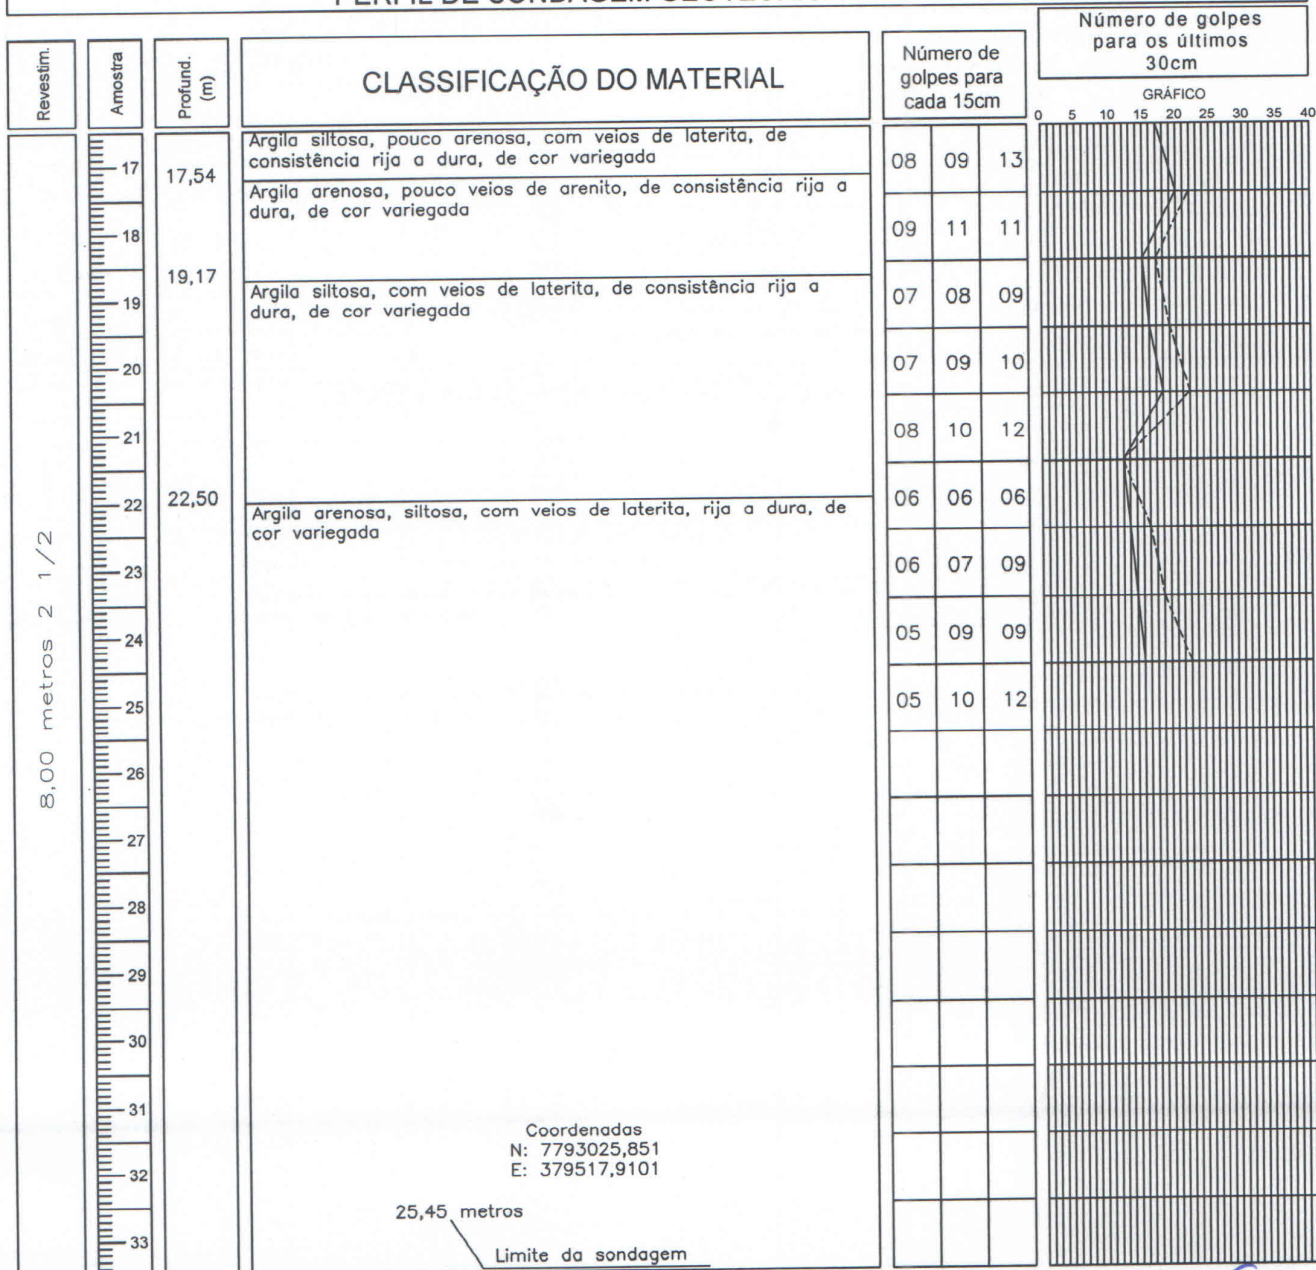 Revestim.
Amostra
Profund.
(m)
CLASSIFICAÇÃO DO MATERIAL
Número de
golpes para
cada 15cm
Número de golpes
para os últimos
30cm
GRÁFICO
0 5 10 15 20 25 30 35 40
17
17,54
Argila siltosa, pouco arenosa, com veios de laterita, de
consistência rija a dura, de cor variegada
08 09 13
Argila arenosa, pouco veios de arenito, de consistência rija a
dura, de cor variegada
18
09 11 11
19,17
19
Argila siltosa, com veios de laterita, de consistência rija a
dura, de cor variegada
07 08 09
20
07 09 10
21
08 10 12
22
22,50
06 06 06
Argila arenosa, siltosa, com veios de laterita, rija a dura, de
cor variegada
23
06 07 09
24
05 09 09
25
05 10 12
8,00 metros 2 1/2
26
27
28
29
30
31
32
33
Coordenadas
N: 7793025,851
E: 379517,9101
25,45 metros
Limite da sondagem